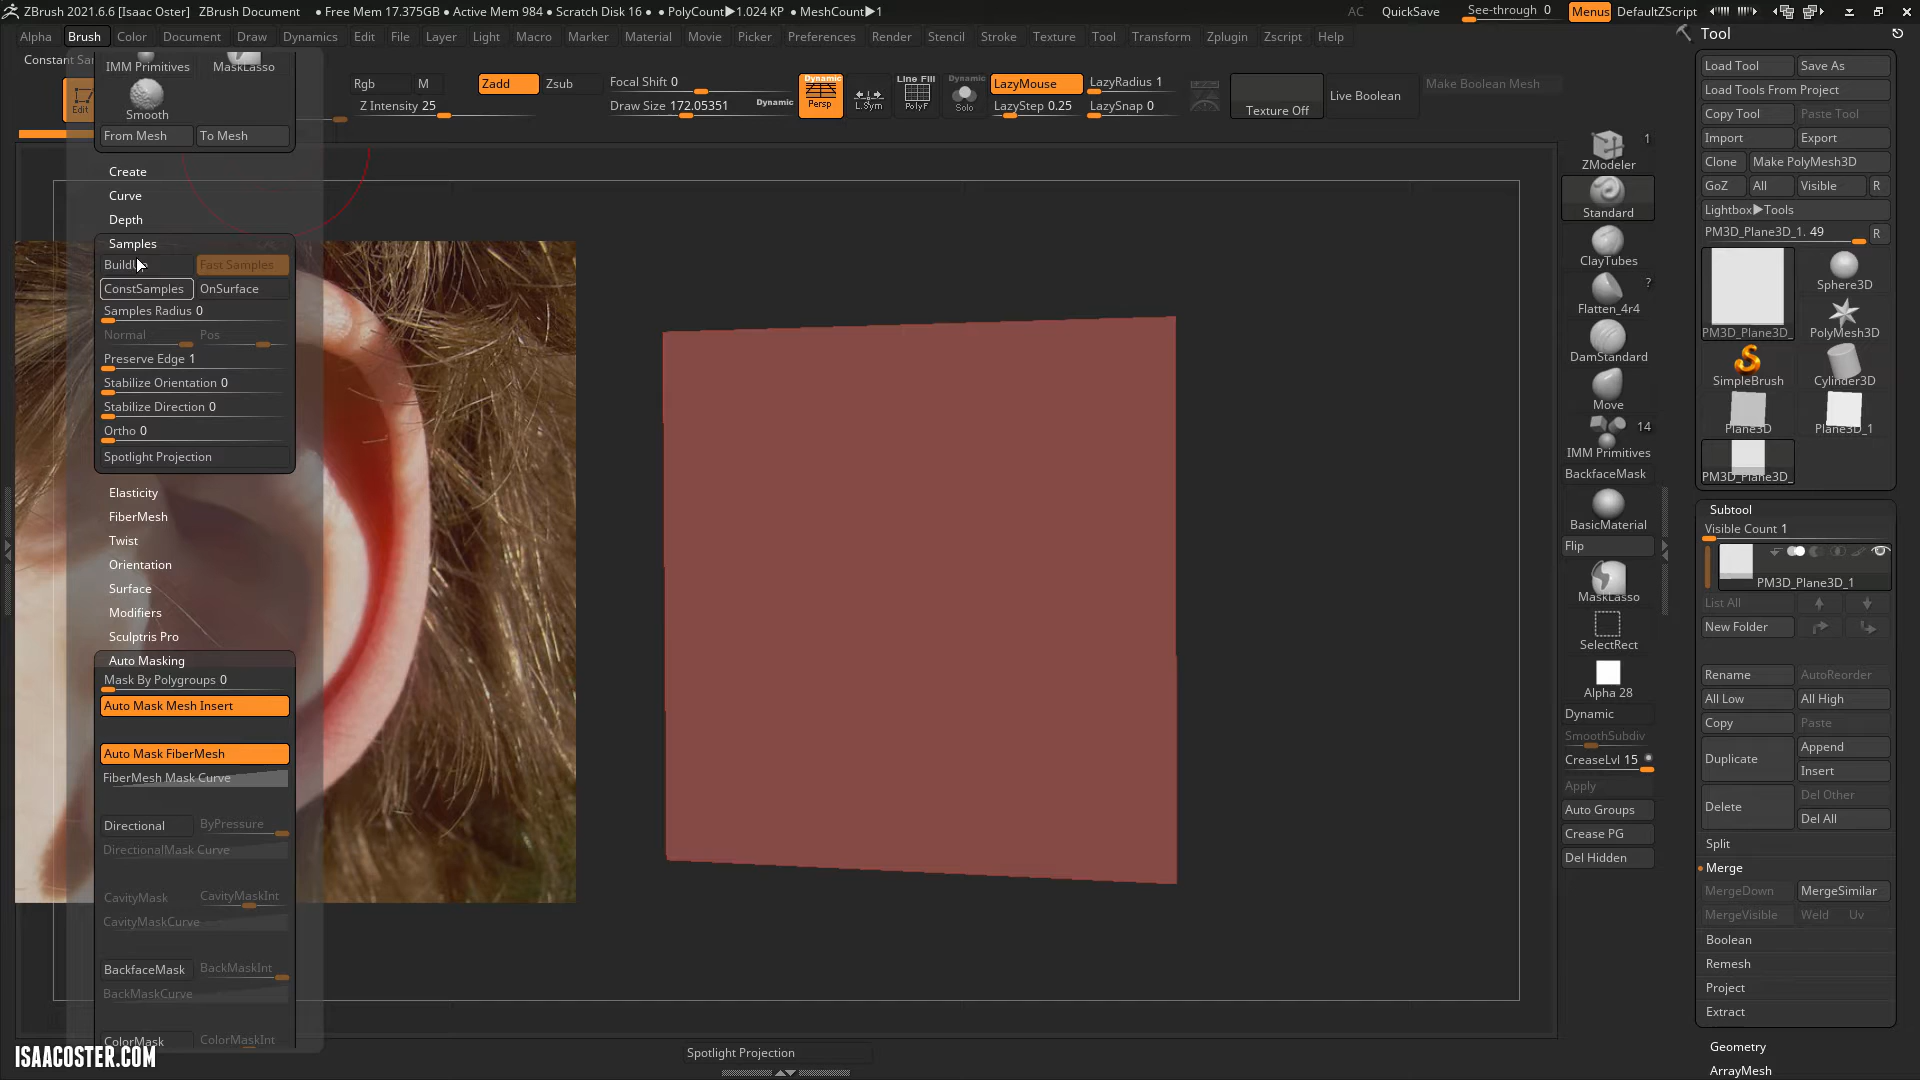 ZBrush 2021.6.6 [Isaac Oster] ZBrush Document • Free Mem 17.375GB • Active Mem 984 • Scratch Disk 16 • • PolyCount▶1.024 KP • MeshCount▶1 AC QuickSave See-through 0 Menus DefaultZScript
Alpha Brush Color Document Draw Dynamics Edit File Layer Light Macro Marker Material Movie Picker Preferences Render Stencil Stroke Texture Tool Transform Zplugin Zscript Help
Constant Sa
IMM Primitives MaskLasso
Smooth
From Mesh To Mesh
Edit
Rgb M
Z Intensity 25
Zadd Zsub
Focal Shift 0
Draw Size 172.05351 Dynamic
Dynamic
Persp
L.Sym
Line Fill
PolyF
Dynamic
Solo
LazyMouse LazyRadius 1
LazyStep 0.25 LazySnap 0
Texture Off
Live Boolean
Make Boolean Mesh
Create
Curve
Depth
Samples
Build Fast Samples
ConstSamples OnSurface
Samples Radius 0
Normal Pos
Preserve Edge 1
Stabilize Orientation 0
Stabilize Direction 0
Ortho 0
Spotlight Projection
Elasticity
FiberMesh
Twist
Orientation
Surface
Modifiers
Sculptris Pro
Auto Masking
Mask By Polygroups 0
Auto Mask Mesh Insert
Auto Mask FiberMesh
FiberMesh Mask Curve
Directional ByPressure
DirectionalMask Curve
CavityMask CavityMaskInt
CavityMaskCurve
BackfaceMask BackMaskInt
BackMaskCurve
ColorMask ColorMaskInt
ISAACOSTER.COM
Spotlight Projection
1
ZModeler
Standard
ClayTubes
?
Flatten_4r4
DamStandard
Move
14
IMM Primitives
BackfaceMask
BasicMaterial
Flip
MaskLasso
SelectRect
Alpha 28
Dynamic
SmoothSubdiv
CreaseLvl 15
Apply
Auto Groups
Crease PG
Del Hidden
Tool
Load Tool Save As
Load Tools From Project
Copy Tool Paste Tool
Import Export
Clone Make PolyMesh3D
GoZ All Visible R
Lightbox▶Tools
PM3D_Plane3D_1. 49 R
PM3D_Plane3D_
Sphere3D
PolyMesh3D
SimpleBrush Cylinder3D
Plane3D Plane3D_1
PM3D_Plane3D_
Subtool
Visible Count 1
PM3D_Plane3D_1
List All
New Folder
Rename AutoReorder
All Low All High
Copy Paste
Duplicate Append
Insert
Delete Del Other
Del All
Split
Merge
MergeDown MergeSimilar
MergeVisible Weld Uv
Boolean
Remesh
Project
Extract
Geometry
ArrayMesh